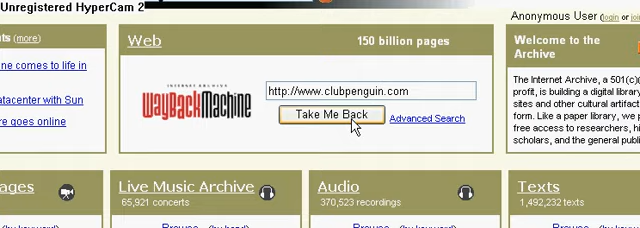 Unregistered HyperCam 2
Anonymous User (login or
ts (more)
ne comes to life in
atacenter with Sun
re goes online
Web 150 billion pages
INTERNET ARCHIVE
WayBackMachine
http://www.clubpenguin.com
Take Me Back
Advanced Search
Welcome to the
Archive
The Internet Archive, a 501(c)(
profit, is building a digital library
sites and other cultural artifac
form. Like a paper library, we p
free access to researchers, hi
scholars, and the general publ
ages
Live Music Archive
65,921 concerts
Audio
370,523 recordings
Texts
1,492,232 texts